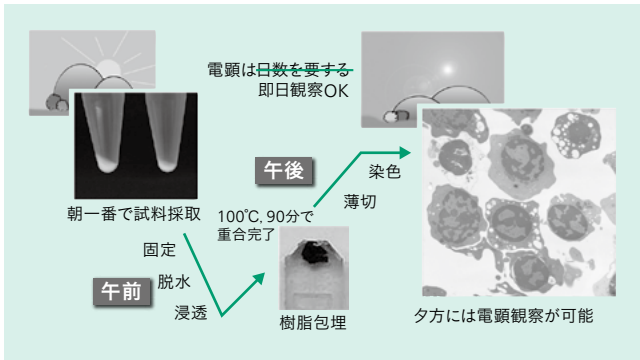 電顕は日数を要する
即日観察OK
朝一番で試料採取
午前
固定
脱水
浸透
100℃, 90分で
重合完了
樹脂包埋
午後
薄切
染色
夕方には電顕観察が可能